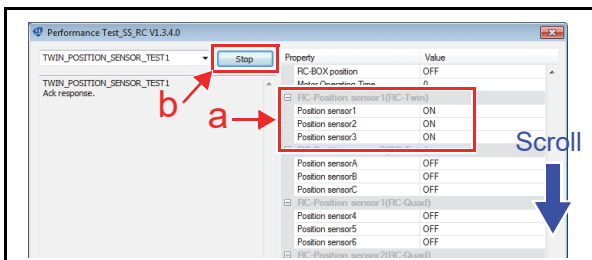 Performance Test_SS_RC V1.3.4.0
TWIN_POSITION_SENSOR_TEST1
Stop
TWIN_POSITION_SENSOR_TEST1
Ack response.
b
a
Property Value
RC-BOX position OFF
Motor Operating Time 0
RC-Position sensor1(RC-Twin)
Position sensor1 ON
Position sensor2 ON
Position sensor3 ON
Position sensorA OFF
Position sensorB OFF
Position sensorC OFF
RC-Position sensor1(RC-Quad)
Position sensor4 OFF
Position sensor5 OFF
Position sensor6 OFF
RC-Position sensor2(RC-Quad)
Scroll